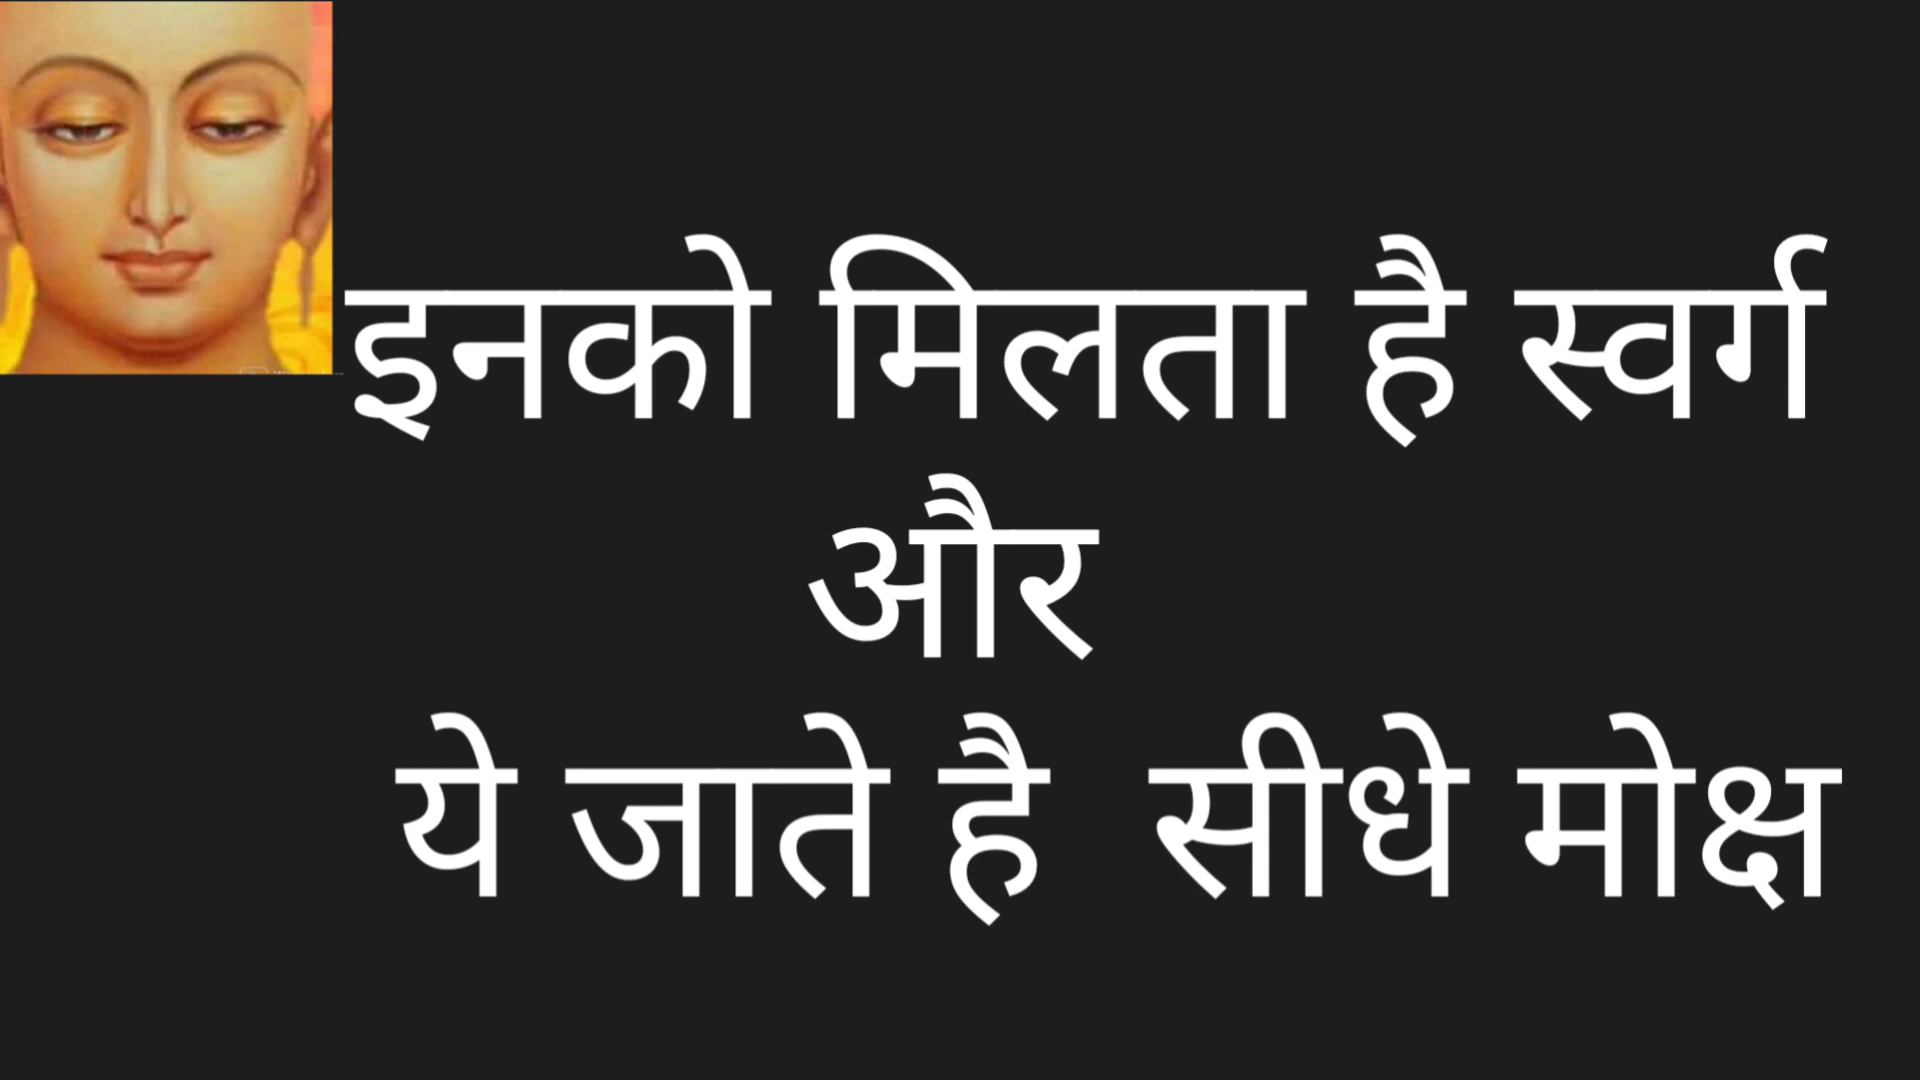 इनको मिलता है स्वर्ग
और
ये जाते है सीधे मोक्ष